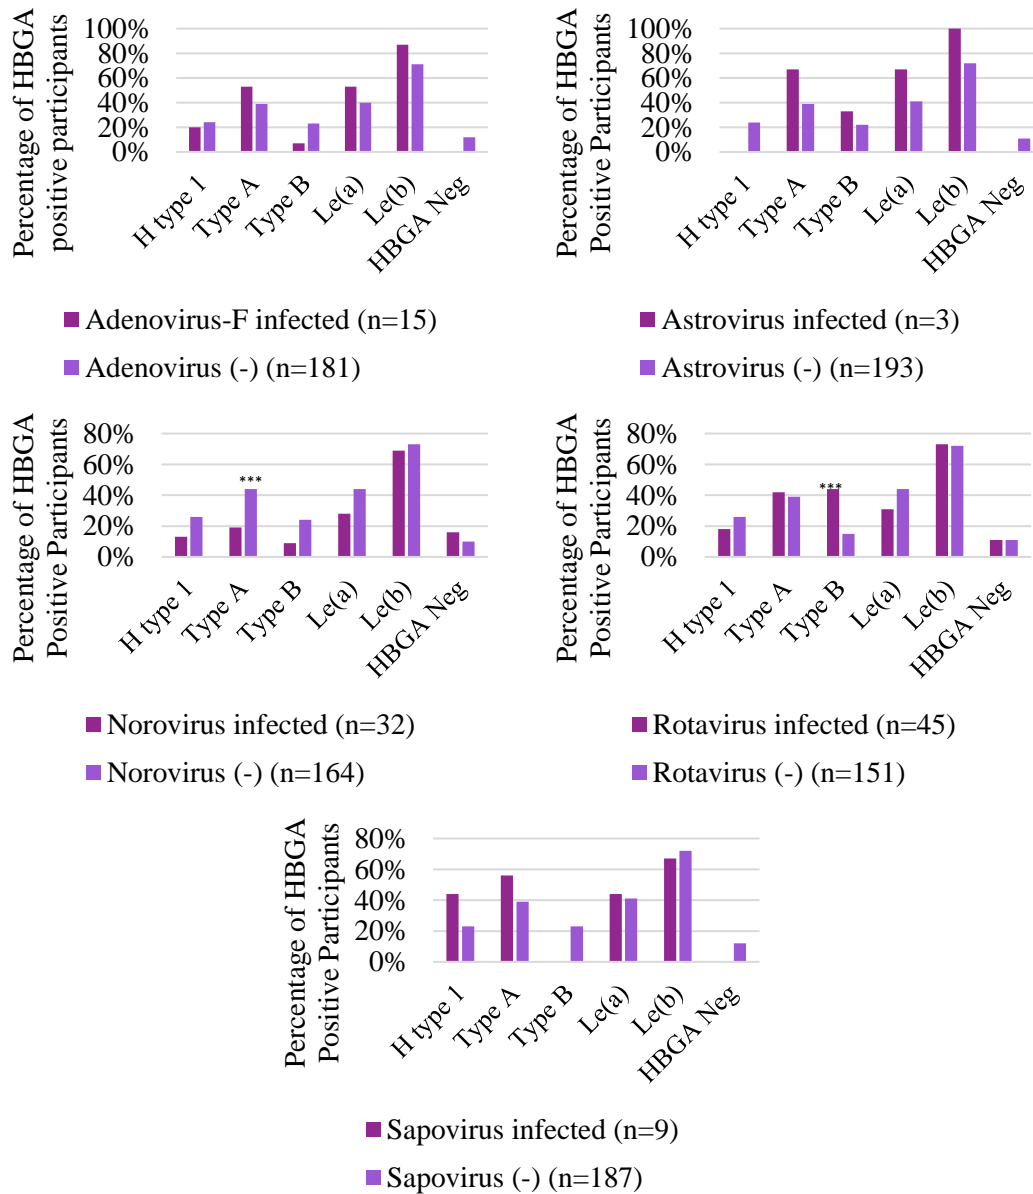 Percentage of HBGA
positive participants
100%
80%
60%
40%
20%
0%
H type 1
Type A
Type B
Le(a)
Le(b)
HBGA Neg
Adenovirus-F infected (n=15)
Adenovirus (-) (n=181)
Percentage of HBGA
Positive Participants
100%
80%
60%
40%
20%
0%
H type 1
Type A
Type B
Le(a)
Le(b)
HBGA Neg
Astrovirus infected (n=3)
Astrovirus (-) (n=193)
Percentage of HBGA
Positive Participants
80%
60%
40%
20%
0%
***
H type 1
Type A
Type B
Le(a)
Le(b)
HBGA Neg
Norovirus infected (n=32)
Norovirus (-) (n=164)
Percentage of HBGA
Positive Participants
80%
60%
40%
20%
0%
***
H type 1
Type A
Type B
Le(a)
Le(b)
HBGA Neg
Rotavirus infected (n=45)
Rotavirus (-) (n=151)
Percentage of HBGA
Positive Participants
80%
60%
40%
20%
0%
H type 1
Type A
Type B
Le(a)
Le(b)
HBGA Neg
Sapovirus infected (n=9)
Sapovirus (-) (n=187)